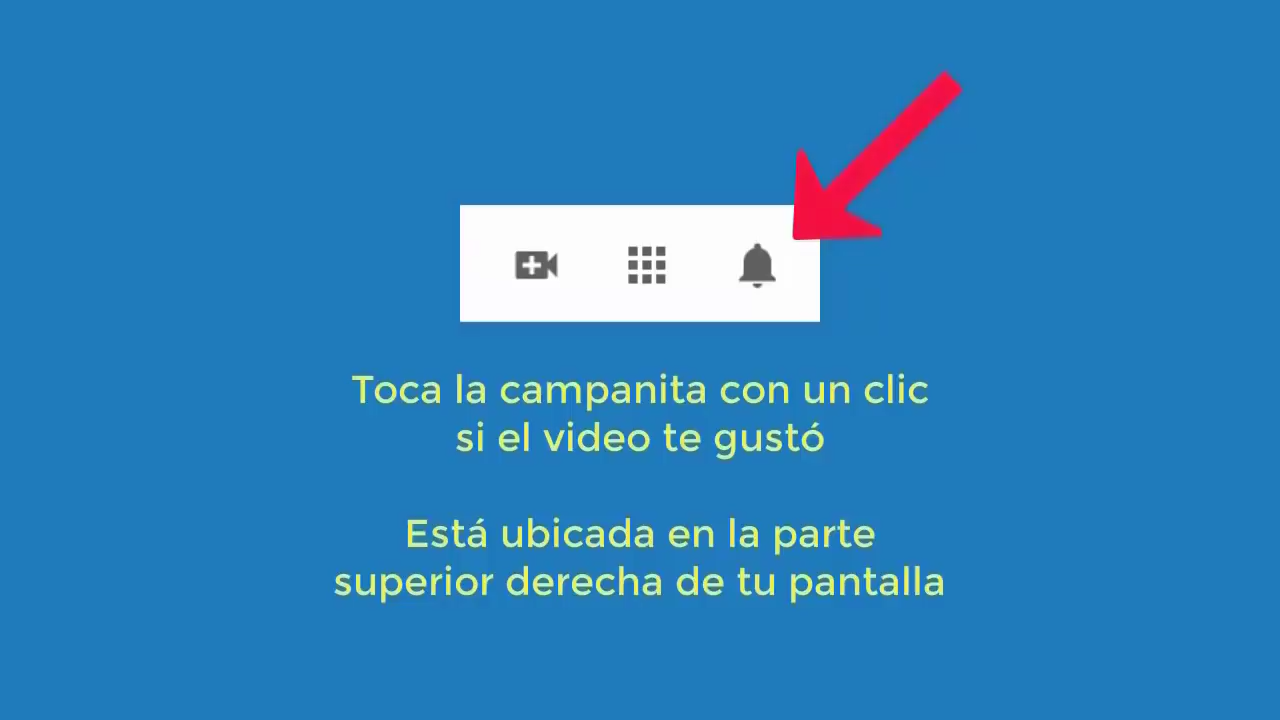 Toca la campanita con un clic
si el video te gustó
Está ubicada en la parte
superior derecha de tu pantalla